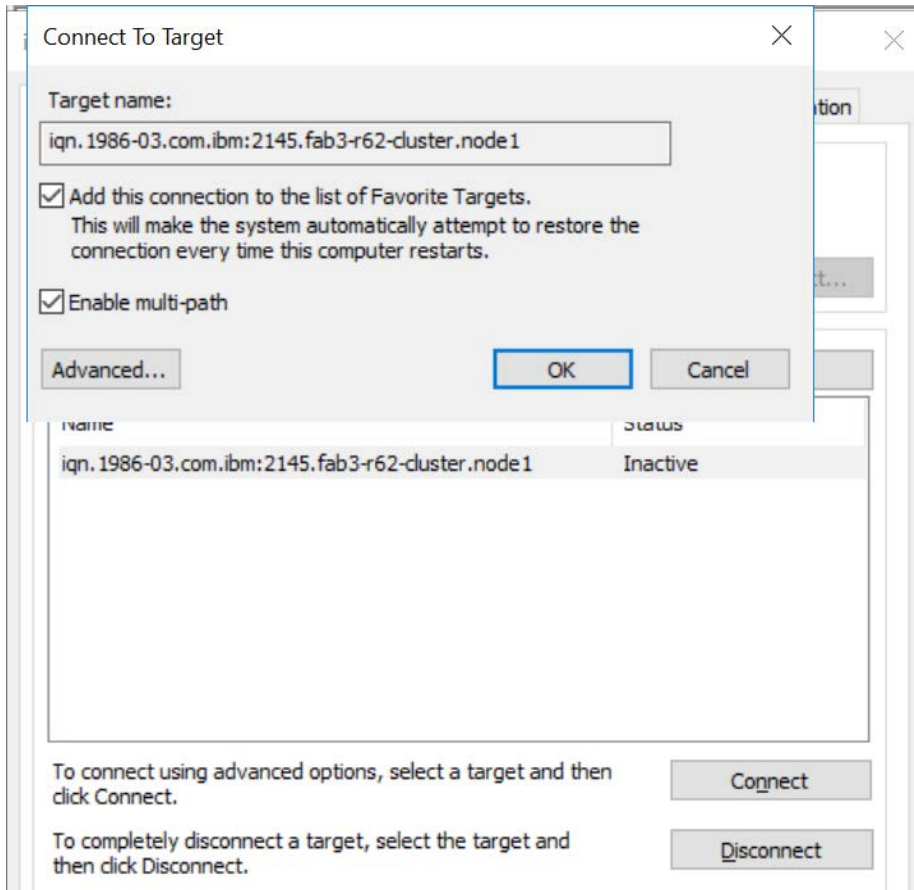 Connect To Target
Target name:
iqn.1986-03.com.ibm:2145.fab3-r62-cluster.node1
Add this connection to the list of Favorite Targets.
This will make the system automatically attempt to restore the
connection every time this computer restarts.
Enable multi-path
Advanced...
OK
Cancel
Name Status
iqn.1986-03.com.ibm:2145.fab3-r62-cluster.node1 Inactive
To connect using advanced options, select a target and then
click Connect.
Connect
To completely disconnect a target, select the target and
then click Disconnect.
Disconnect